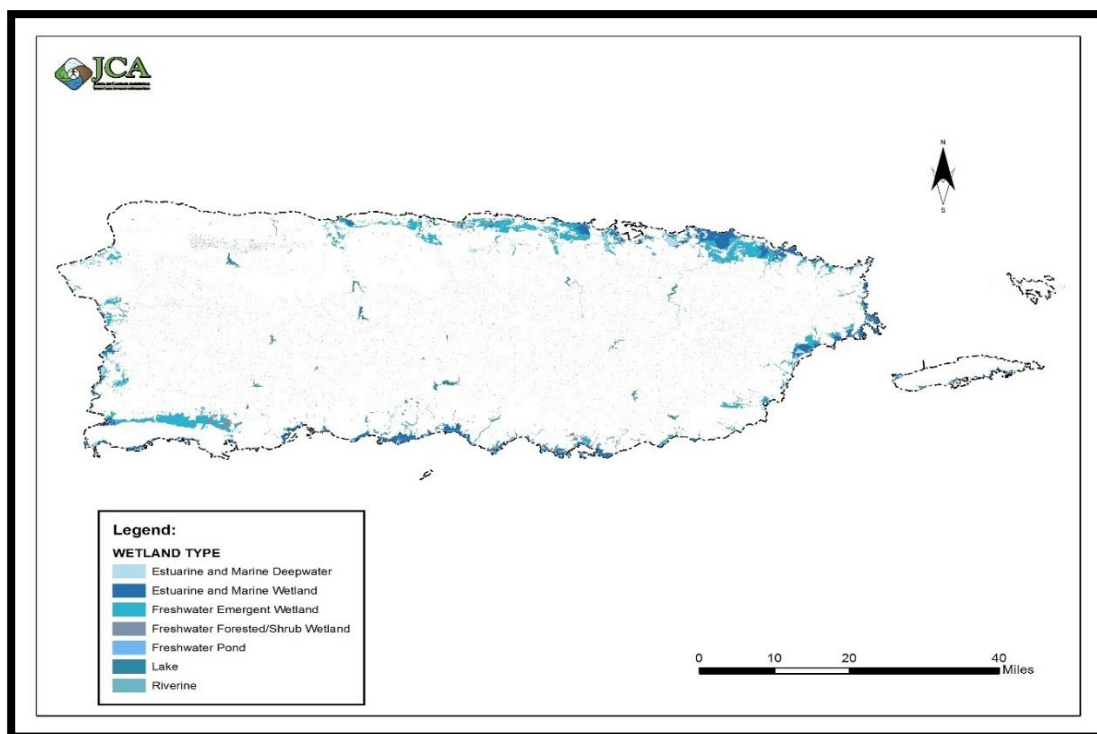 JCA
N
S
Legend:
WETLAND TYPE
Estuarine and Marine Deepwater
Estuarine and Marine Wetland
Freshwater Emergent Wetland
Freshwater Forested/Shrub Wetland
Freshwater Pond
Lake
Riverine
0 10 20 40
Miles